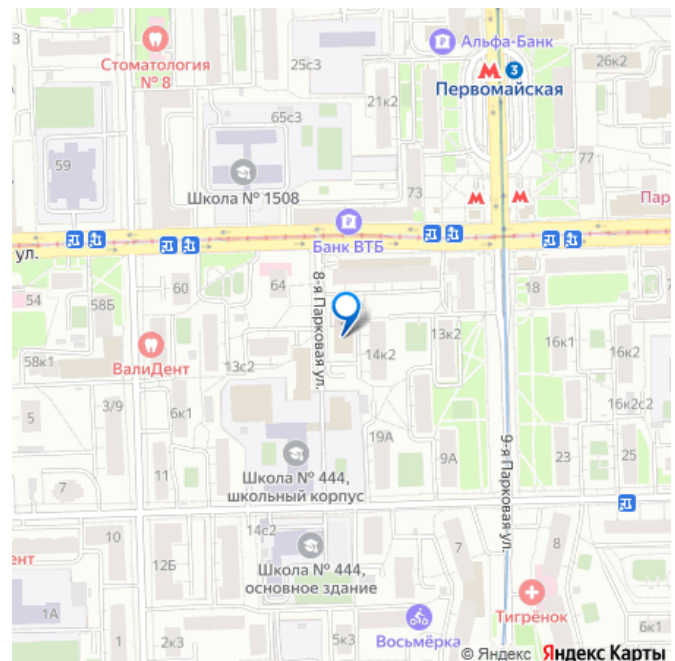 Альфа-Банк
Стоматология
№ 8
25с3
26к2
3
Первомайская
21к2
65с3
59
77
Школа № 1508
73
Пар
Банк ВТБ
ул.
54
58Б
60
64
8-я Парковая ул.
18
13к2
58к1
ВалиДент
13с2
14к2
16к1
16к2
3/9
5
6к1
16к2с2
19А
9-я Парковая ул.
11
Школа № 444,
школьный корпус
9А
23
25
7
10
14с2
ент
12Б
Школа № 444,
основное здание
7
8
1А
Тигрёнок
1
2к3
5к3
Восьмёрка
6к1
© Яндекс Яндекс Карты